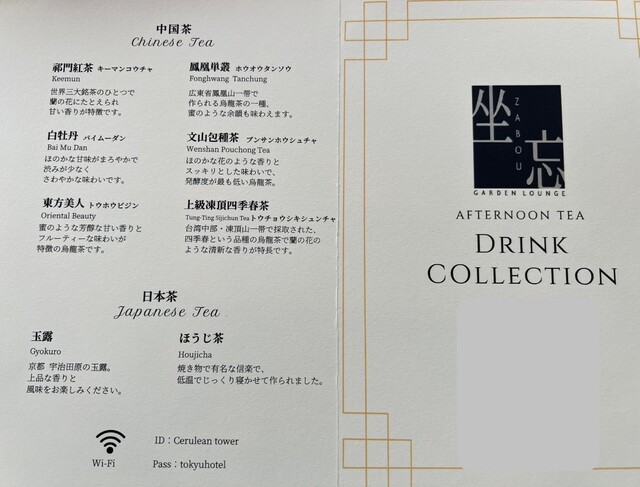 中国茶
Chinese Tea
祁門紅茶 キーマンコウチャ
Keemun
世界三大銘茶のひとつで
蘭の花にたとえられ
甘い香りが特徴です。
鳳凰単叢 ホウオウタンソウ
Fonghwang Tanchung
広東省鳳凰山一帯で
作られる烏龍茶の一種、
蜜のような余韻も味わえます。
白牡丹 パイムーダン
Bai Mu Dan
ほのかな甘味がまろやかで
渋みが少なく
さわやかな味わいです。
文山包種茶 ブンサンホウシュチャ
Wenshan Pouchong Tea
ほのかな花のような香りと
スッキリとした味わいで、
発酵度が最も低い烏龍茶。
東方美人 トウホウビジン
Oriental Beauty
蜜のような芳醇な甘い香りと
フルーティーな味わいが
特徴の烏龍茶です。
上級凍頂四季春茶
Tung-Ting Sijichun Tea トウチョウシキシュンチャ
台湾中部・凍頂山一帯で採取された、
四季春という品種の烏龍茶で蘭の花の
ような清新な香りが特長です。
日本茶
Japanese Tea
玉露
Gyokuro
京都 宇治田原の玉露。
上品な香りと
風味をお楽しみください。
ほうじ茶
Houjicha
焼き物で有名な信楽で、
低温でじっくり寝かせて作られました。
Wi-Fi
ID：Cerulean tower
Pass：tokyuhotel
坐忘
ZABOU
GARDEN LOUNGE
AFTERNOON TEA
DRINK
COLLECTION